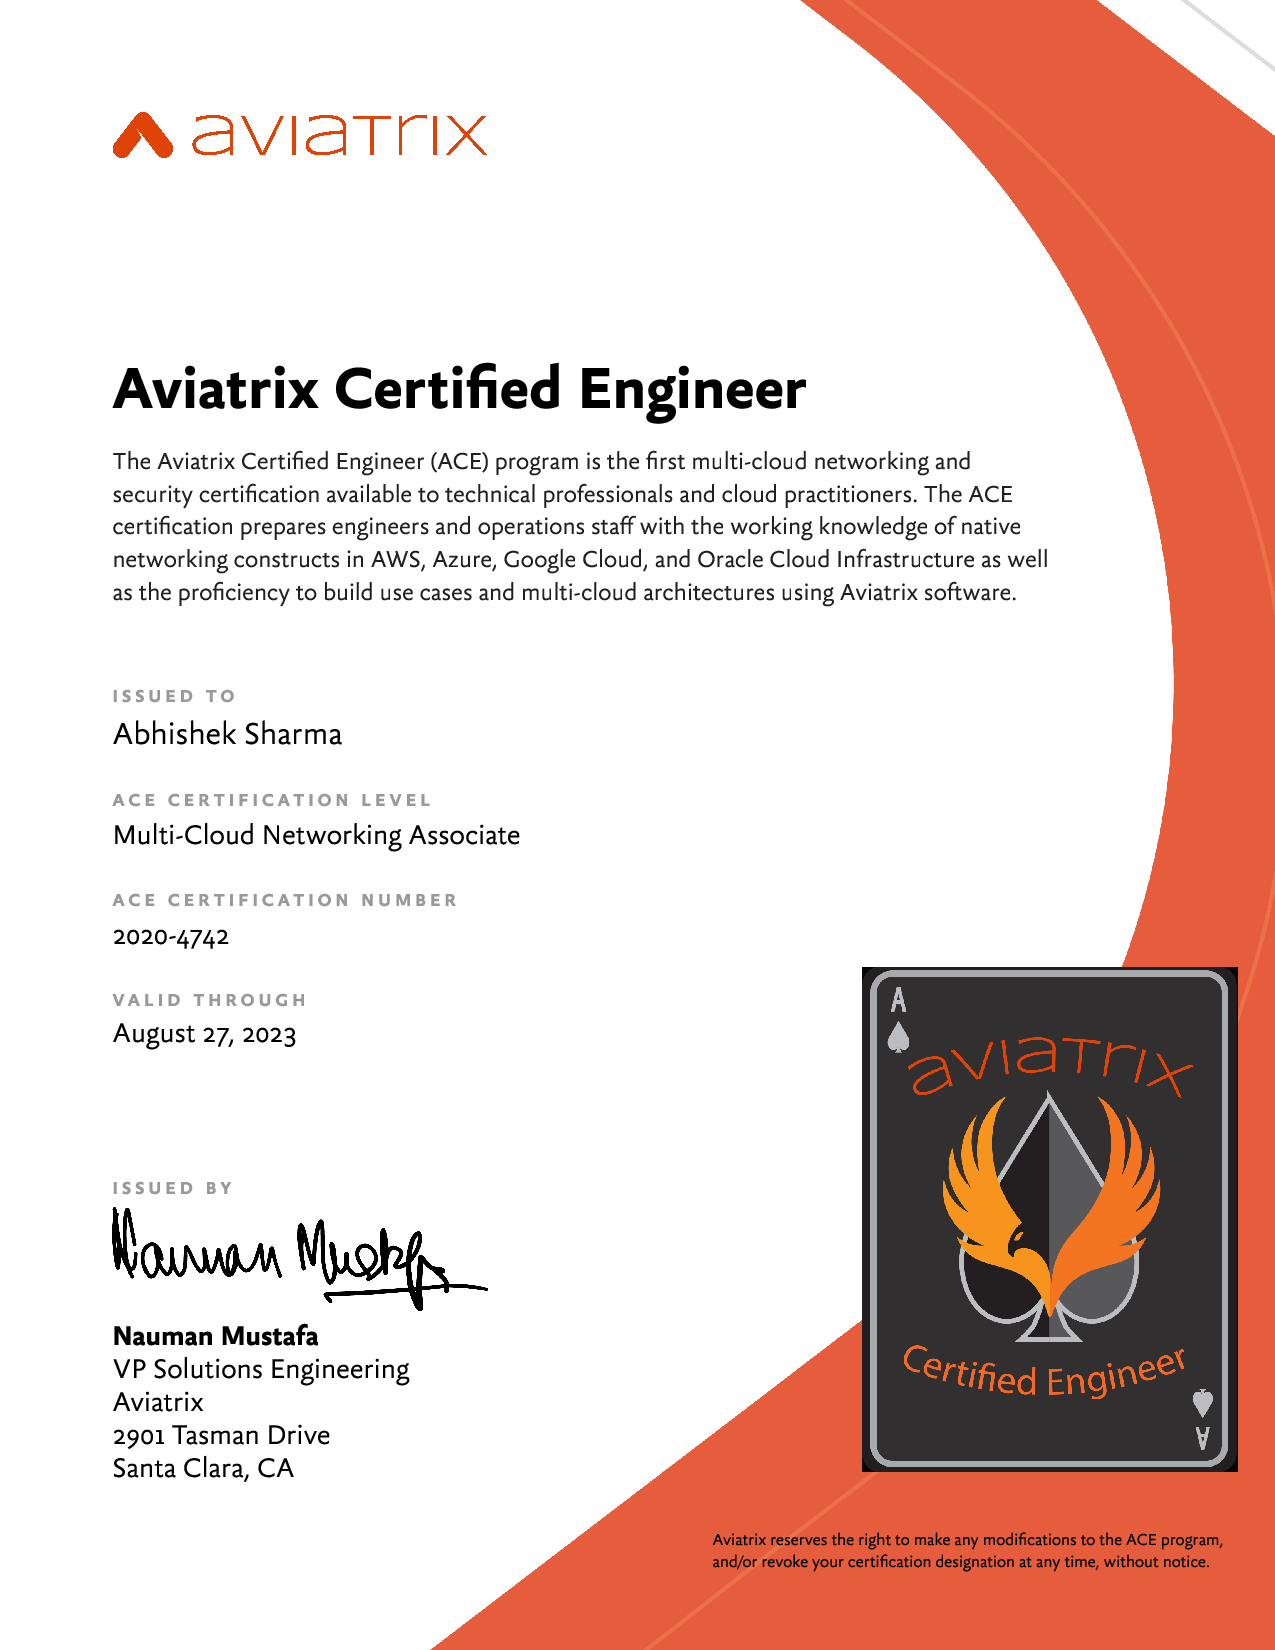 aviatrix
Aviatrix Certified Engineer
The Aviatrix Certified Engineer (ACE) program is the first multi-cloud networking and
security certification available to technical professionals and cloud practitioners. The ACE
certification prepares engineers and operations staff with the working knowledge of native
networking constructs in AWS, Azure, Google Cloud, and Oracle Cloud Infrastructure as well
as the proficiency to build use cases and multi-cloud architectures using Aviatrix software.
ISSUED TO
Abhishek Sharma
ACE CERTIFICATION LEVEL
Multi-Cloud Networking Associate
ACE CERTIFICATION NUMBER
2020-4742
VALID THROUGH
August 27, 2023
A
aviatrix
Certified Engineer
A
ISSUED BY
Nauman Mustafa
Nauman Mustafa
VP Solutions Engineering
Aviatrix
2901 Tasman Drive
Santa Clara, CA
Aviatrix reserves the right to make any modifications to the ACE program,
and/or revoke your certification designation at any time, without notice.